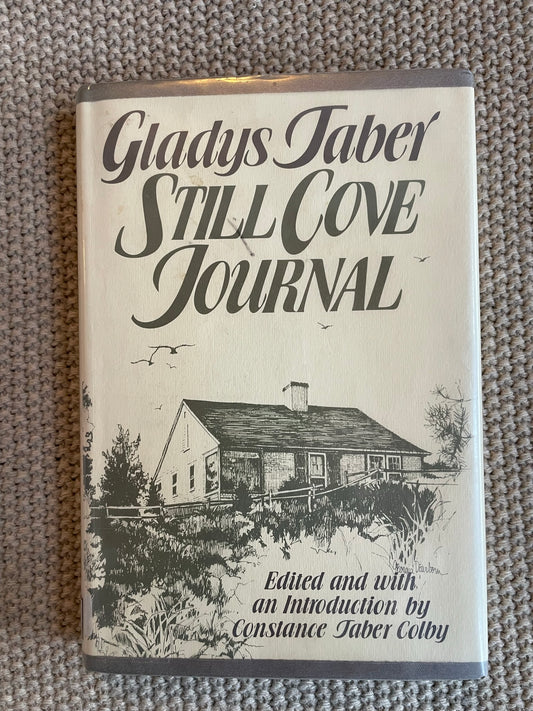 Gladys Taber
STILL COVE
JOURNAL
Edited and with
an Introduction by
Constance Taber Colby